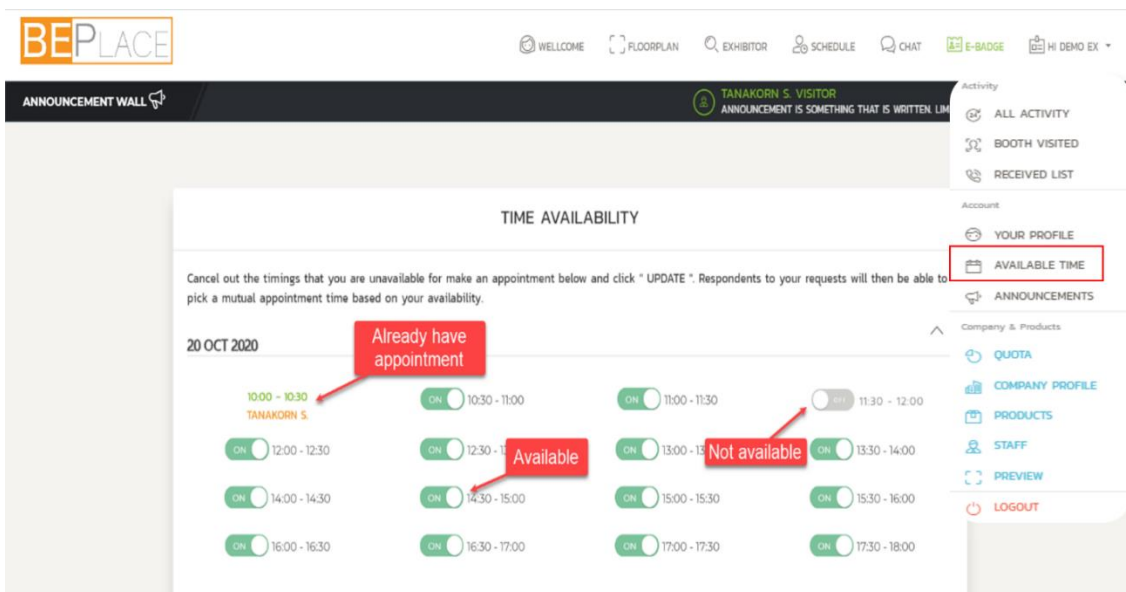 BEPLACE
WELLCOME FLOORPLAN EXHIBITOR SCHEDULE CHAT E-BADGE HI DEMO EX
ANNOUNCEMENT WALL
TANAKORN S. VISITOR
ANNOUNCEMENT IS SOMETHING THAT IS WRITTEN. LIM
Activity
ALL ACTIVITY
BOOTH VISITED
RECEIVED LIST
Account
YOUR PROFILE
AVAILABLE TIME
ANNOUNCEMENTS
Company & Products
QUOTA
COMPANY PROFILE
PRODUCTS
STAFF
PREVIEW
LOGOUT
TIME AVAILABILITY
Cancel out the timings that you are unavailable for make an appointment below and click " UPDATE ". Respondents to your requests will then be able to
pick a mutual appointment time based on your availability.
20 OCT 2020
Already have
appointment
10:00 - 10:30
TANAKORN S.
ON 10:30 - 11:00
ON 11:00 - 11:30
OFF 11:30 - 12:00
ON 12:00 - 12:30
ON 12:30 - 1
Available
ON 13:00 - 13
Not available
ON 13:30 - 14:00
ON 14:00 - 14:30
ON 14:30 - 15:00
ON 15:00 - 15:30
ON 15:30 - 16:00
ON 16:00 - 16:30
ON 16:30 - 17:00
ON 17:00 - 17:30
ON 17:30 - 18:00